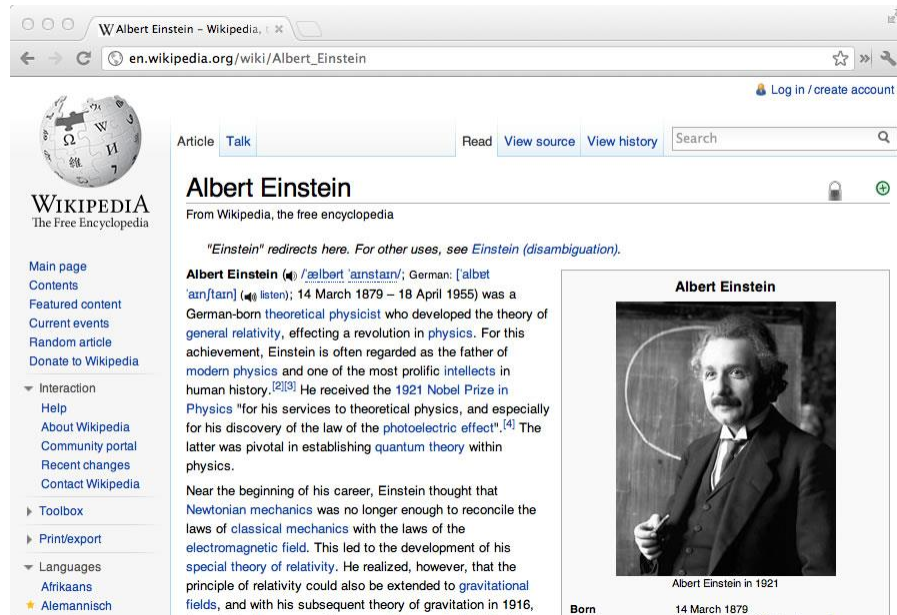 Albert Einstein – Wikipedia, t
en.wikipedia.org/wiki/Albert_Einstein
Log in / create account
Ω W И 維 7
WIKIPEDIA
The Free Encyclopedia
Article Talk Read View source View history Search
Albert Einstein
From Wikipedia, the free encyclopedia
"Einstein" redirects here. For other uses, see Einstein (disambiguation).
Main page
Contents
Featured content
Current events
Random article
Donate to Wikipedia
Interaction
Help
About Wikipedia
Community portal
Recent changes
Contact Wikipedia
Toolbox
Print/export
Languages
Afrikaans
Alemannisch
Albert Einstein (/ˈælbərt ˈaɪnstaɪn/; German: [ˈalbɐt
ˈaɪnʃtaɪn] (listen); 14 March 1879 – 18 April 1955) was a
German-born theoretical physicist who developed the theory of
general relativity, effecting a revolution in physics. For this
achievement, Einstein is often regarded as the father of
modern physics and one of the most prolific intellects in
human history.[2][3] He received the 1921 Nobel Prize in
Physics "for his services to theoretical physics, and especially
for his discovery of the law of the photoelectric effect".[4] The
latter was pivotal in establishing quantum theory within
physics.
Near the beginning of his career, Einstein thought that
Newtonian mechanics was no longer enough to reconcile the
laws of classical mechanics with the laws of the
electromagnetic field. This led to the development of his
special theory of relativity. He realized, however, that the
principle of relativity could also be extended to gravitational
fields, and with his subsequent theory of gravitation in 1916,
Albert Einstein
Albert Einstein in 1921
Born 14 March 1879